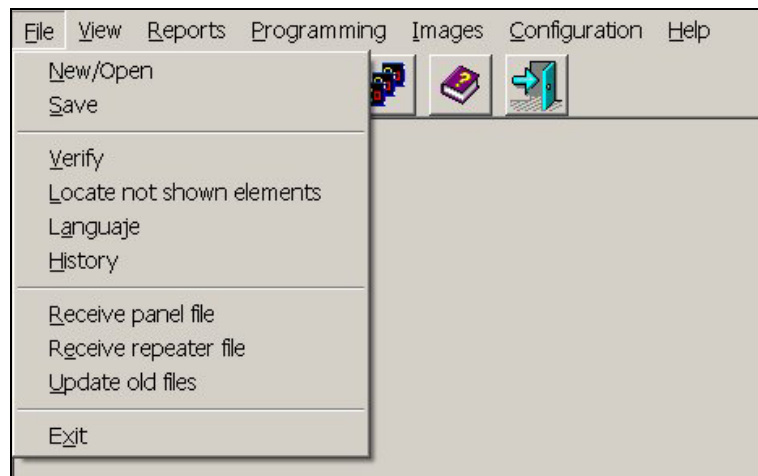 File View Reports Programming Images Configuration Help
New/Open
Save
Verify
Locate not shown elements
Languaje
History
Receive panel file
Receive repeater file
Update old files
Exit
?